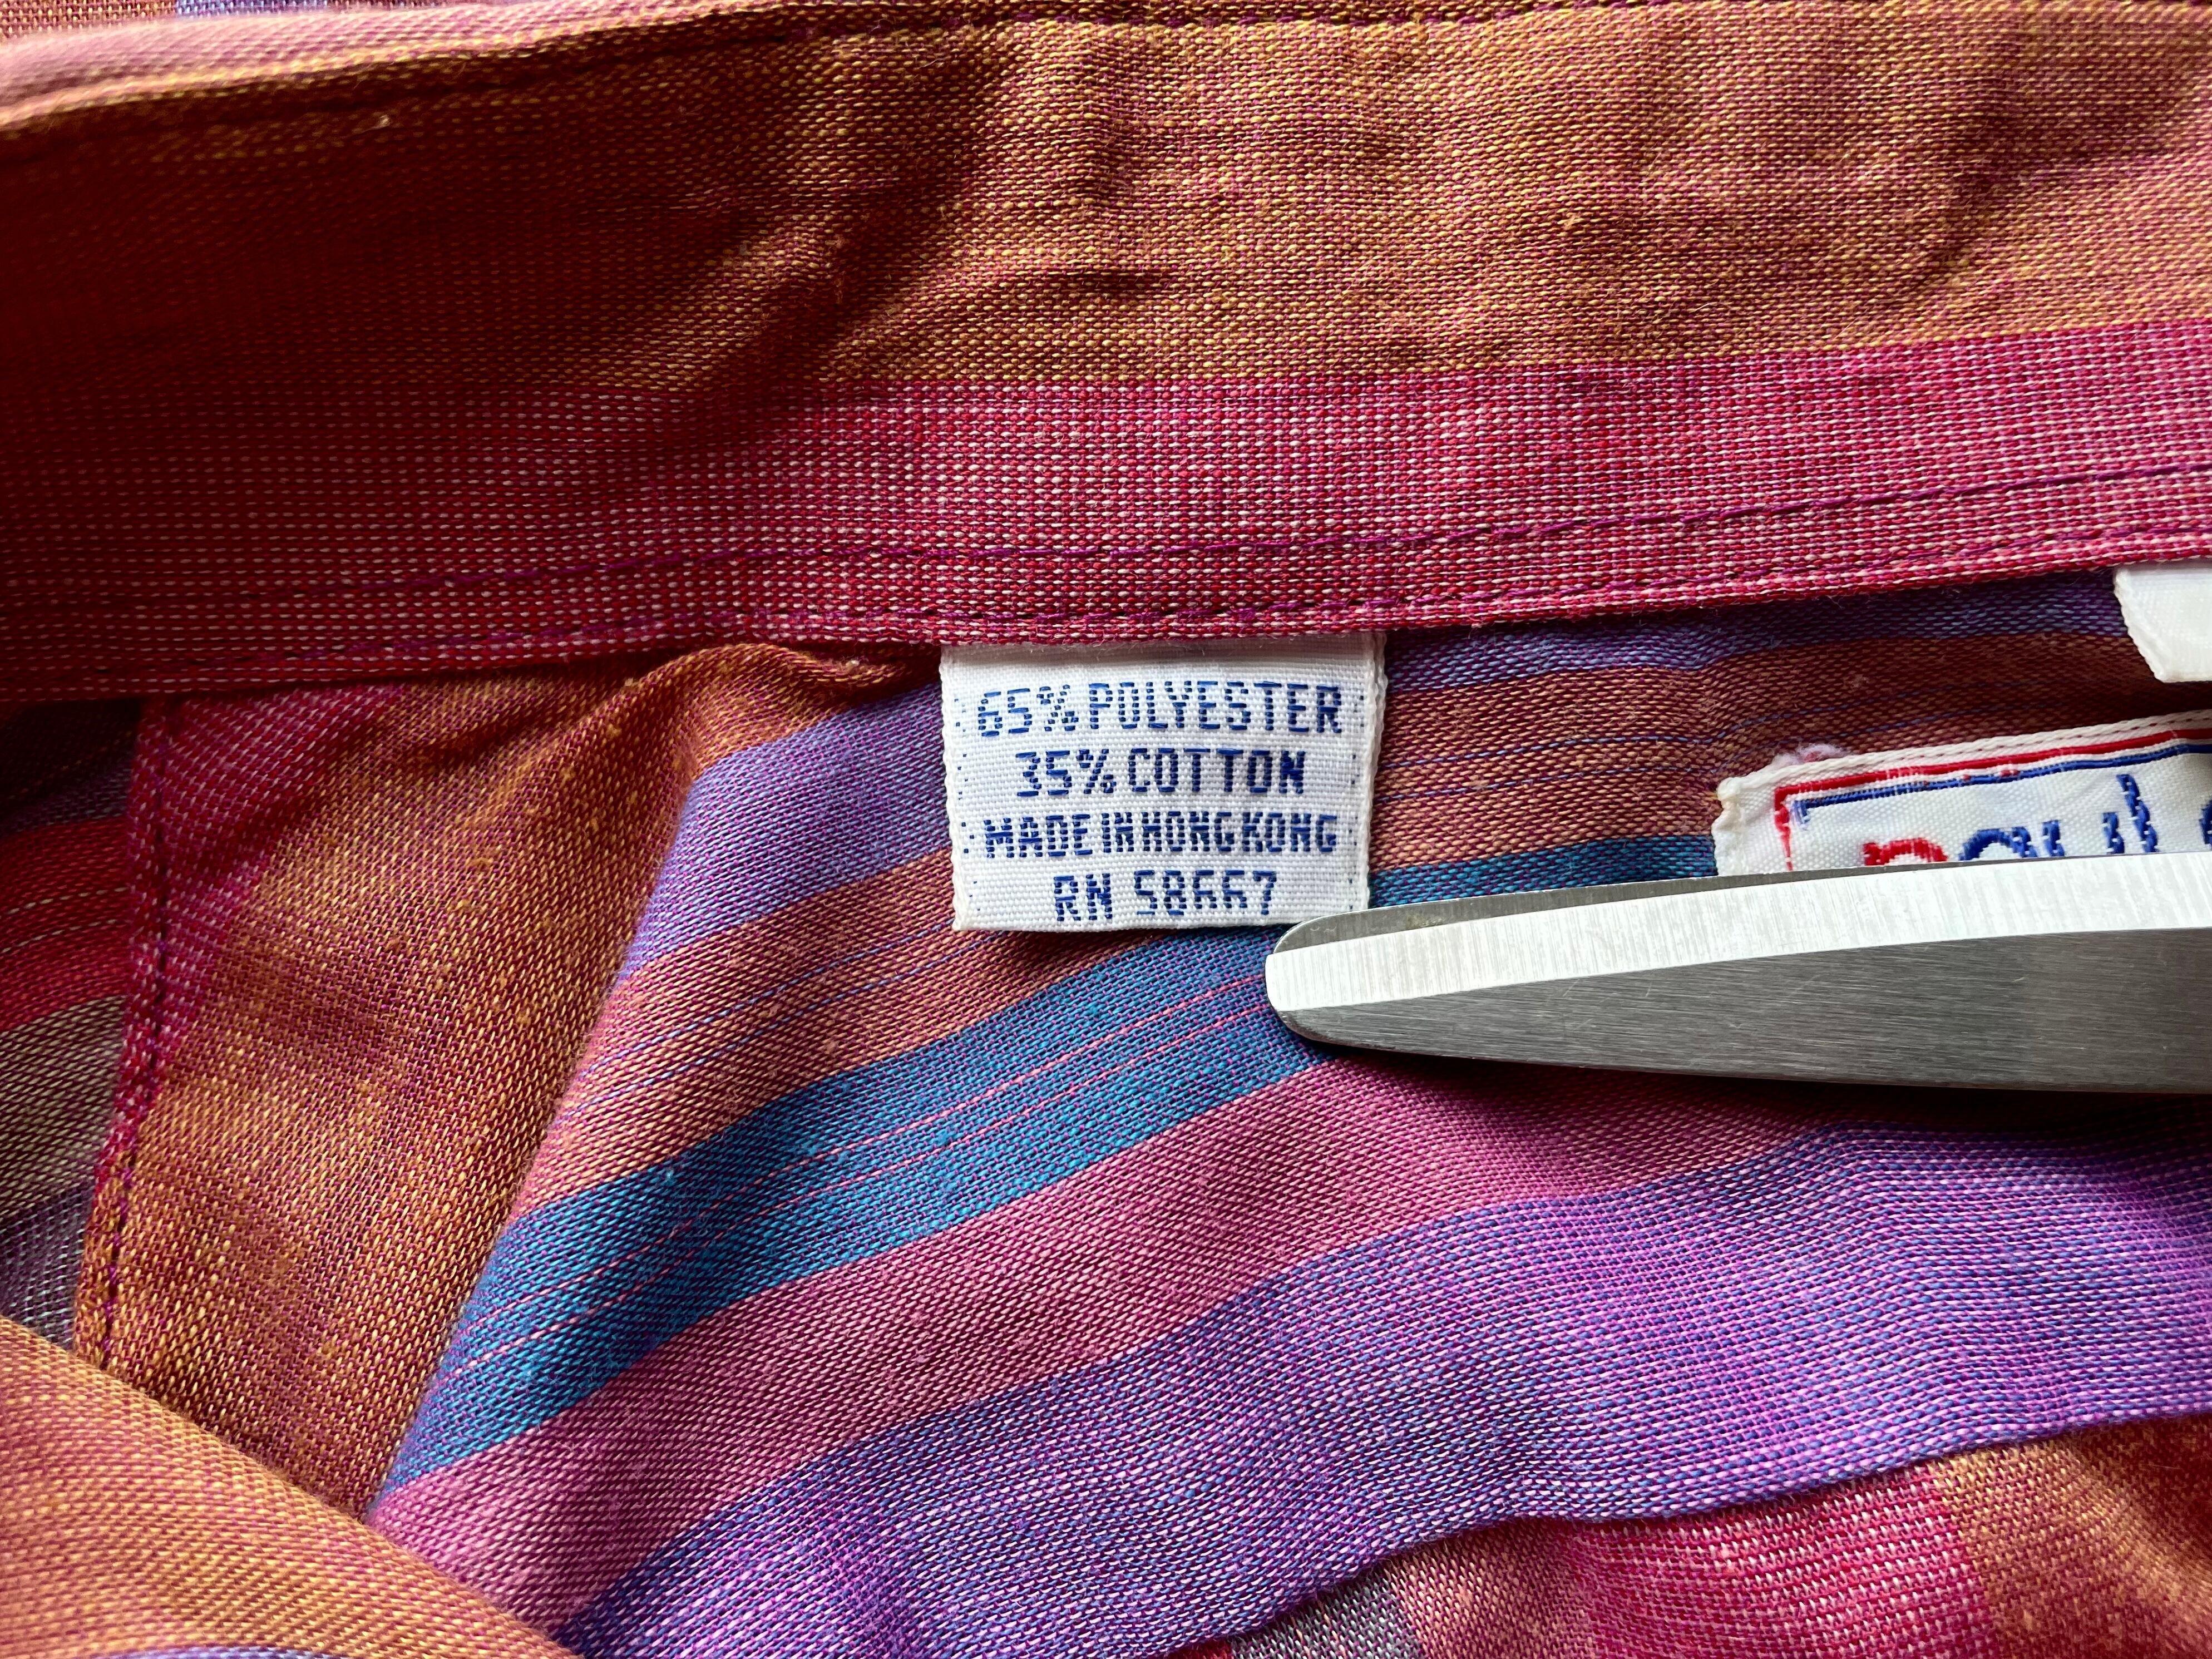 65% POLYESTER
35% COTTON
MADE IN HONG KONG
RN 58667